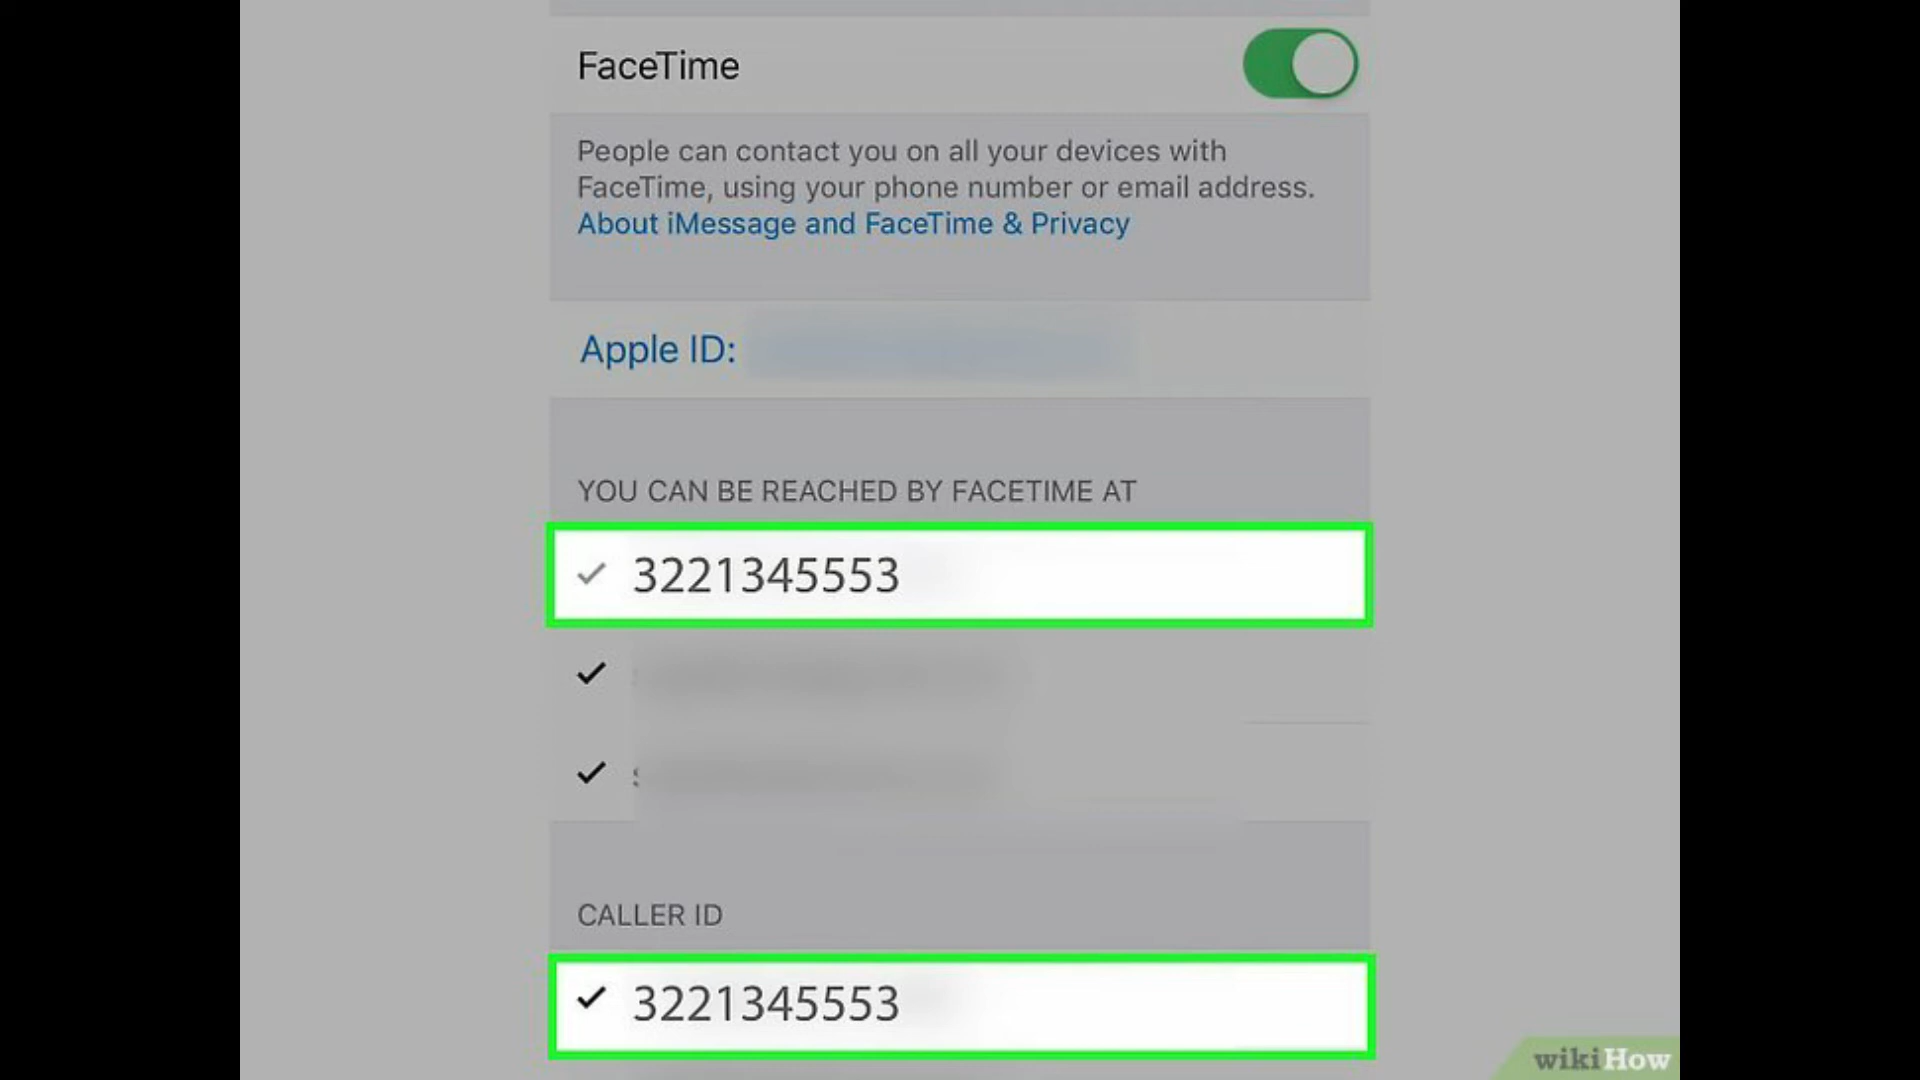 FaceTime
People can contact you on all your devices with
FaceTime, using your phone number or email address.
About iMessage and FaceTime & Privacy
Apple ID:
YOU CAN BE REACHED BY FACETIME AT
3221345553
CALLER ID
3221345553
wikiHow